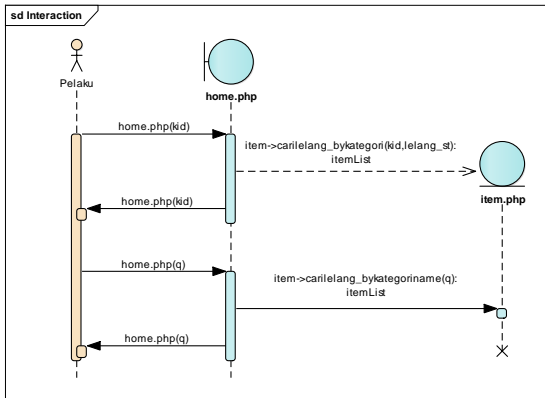 sd Interaction
Pelaku
home.php
home.php(kid)
item->carilelang_bykategori(kid,lelang_st):
itemList
item.php
home.php(kid)
home.php(q)
item->carilelang_bykategoriname(q):
itemList
home.php(q)